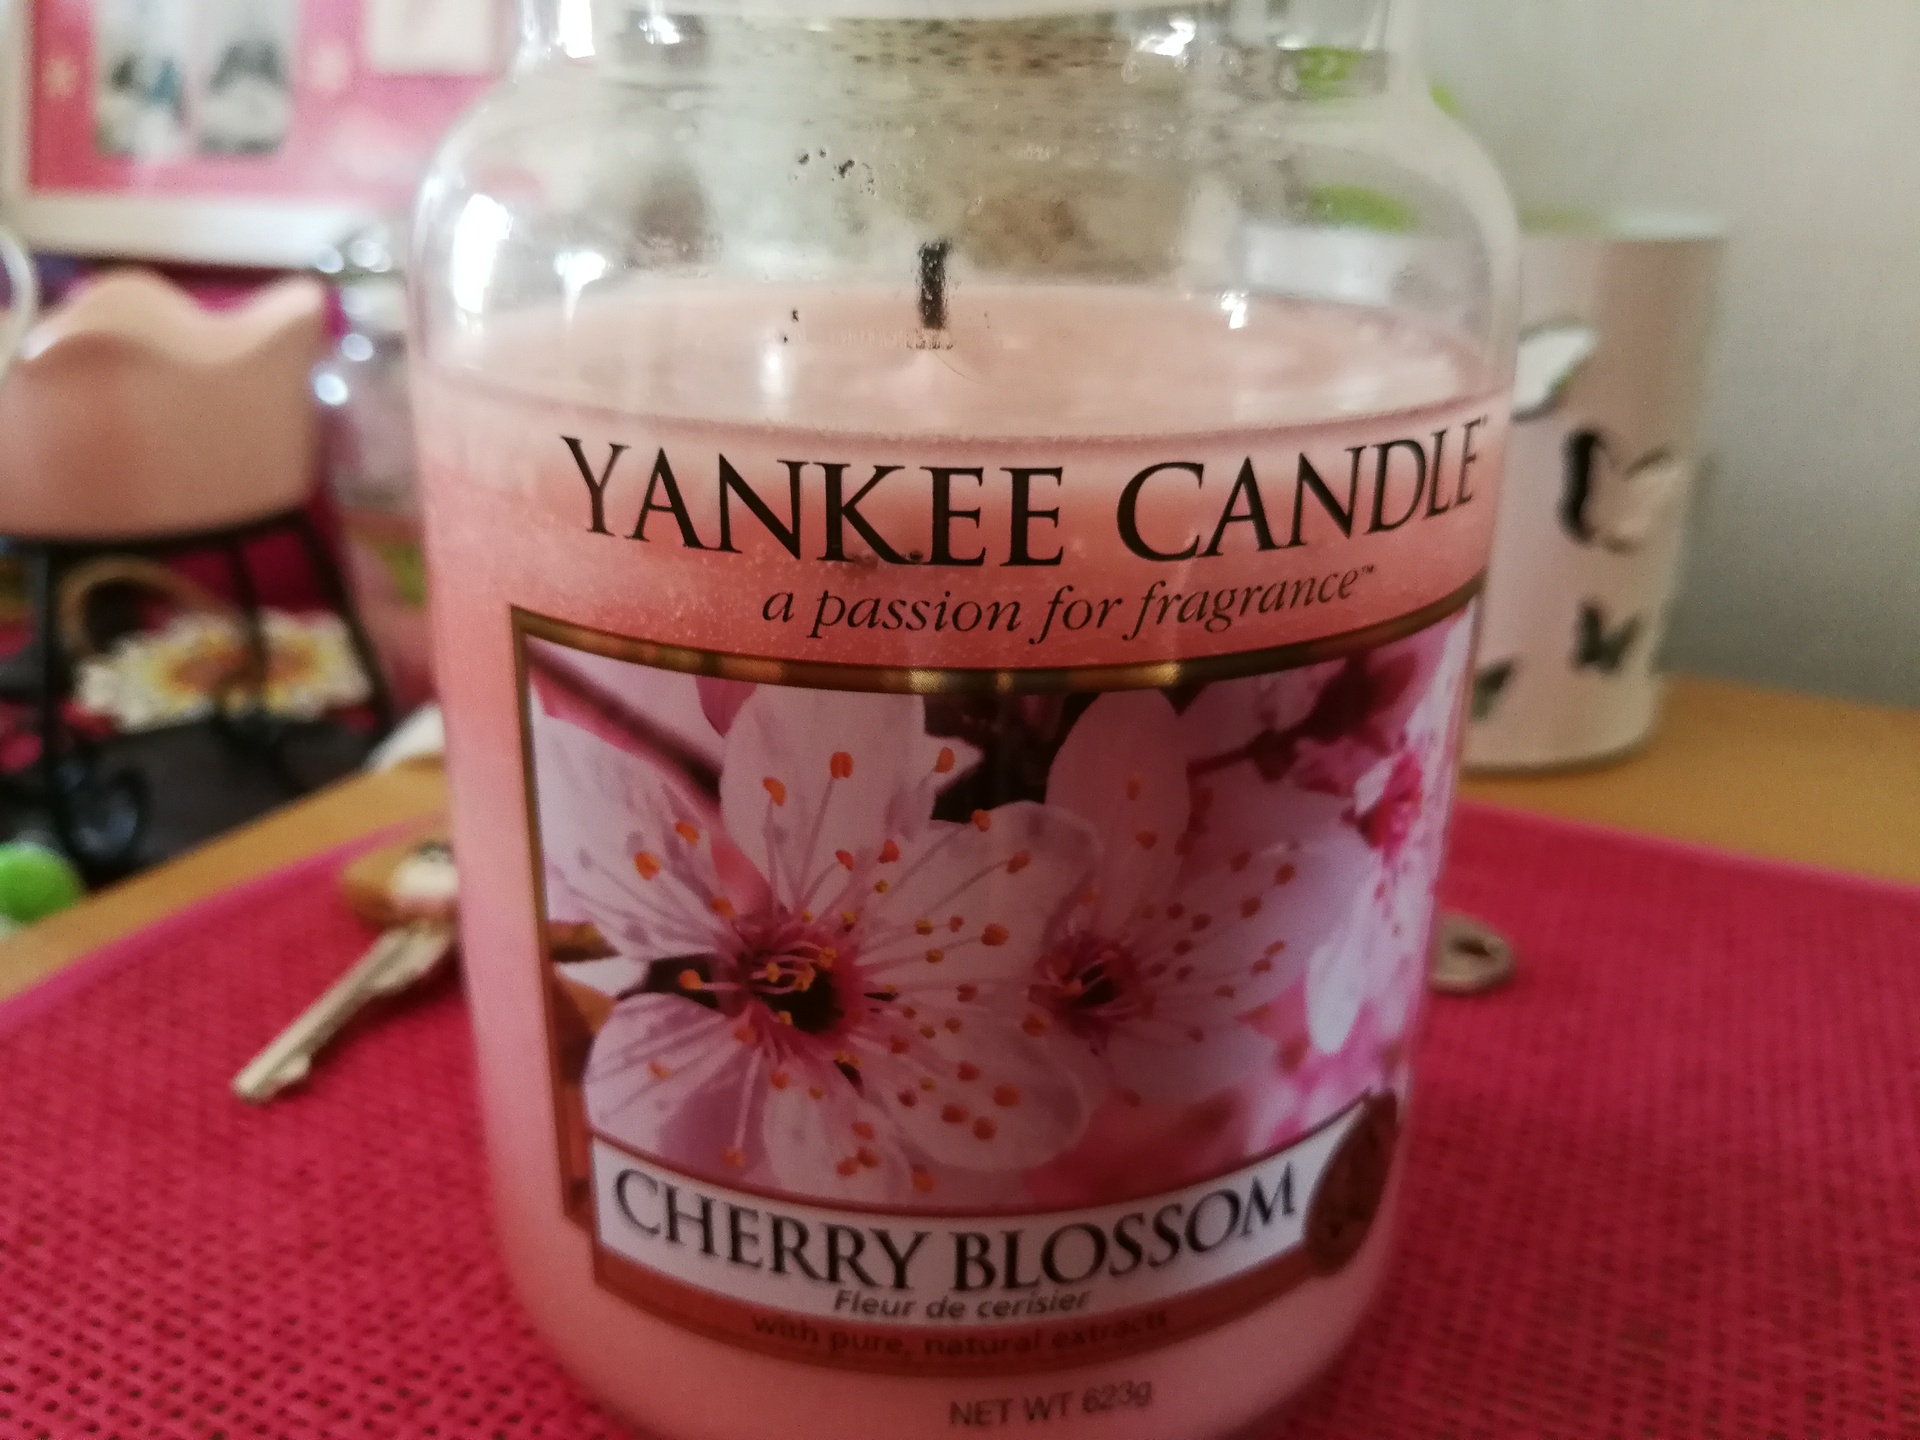 YANKEE CANDLE
a passion for fragrance™
CHERRY BLOSSOM
Fleur de cerisier
with pure, natural extracts
NET WT 623g